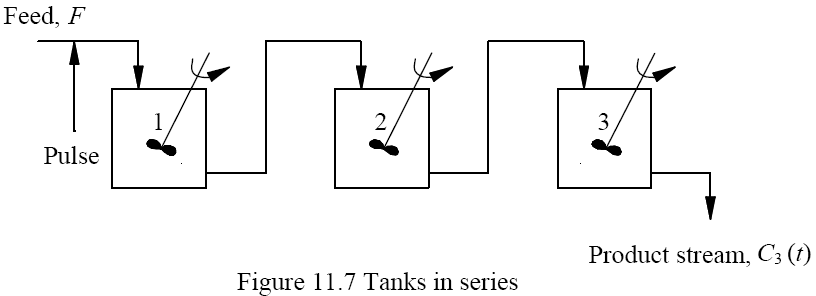 Feed, F
1
2
3
Pulse
Product stream, C₃ (t)
Figure 11.7 Tanks in series